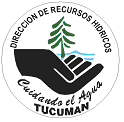 DIRECCION DE RECURSOS HIDRICOS
Cuidando el Agua
TUCUMAN